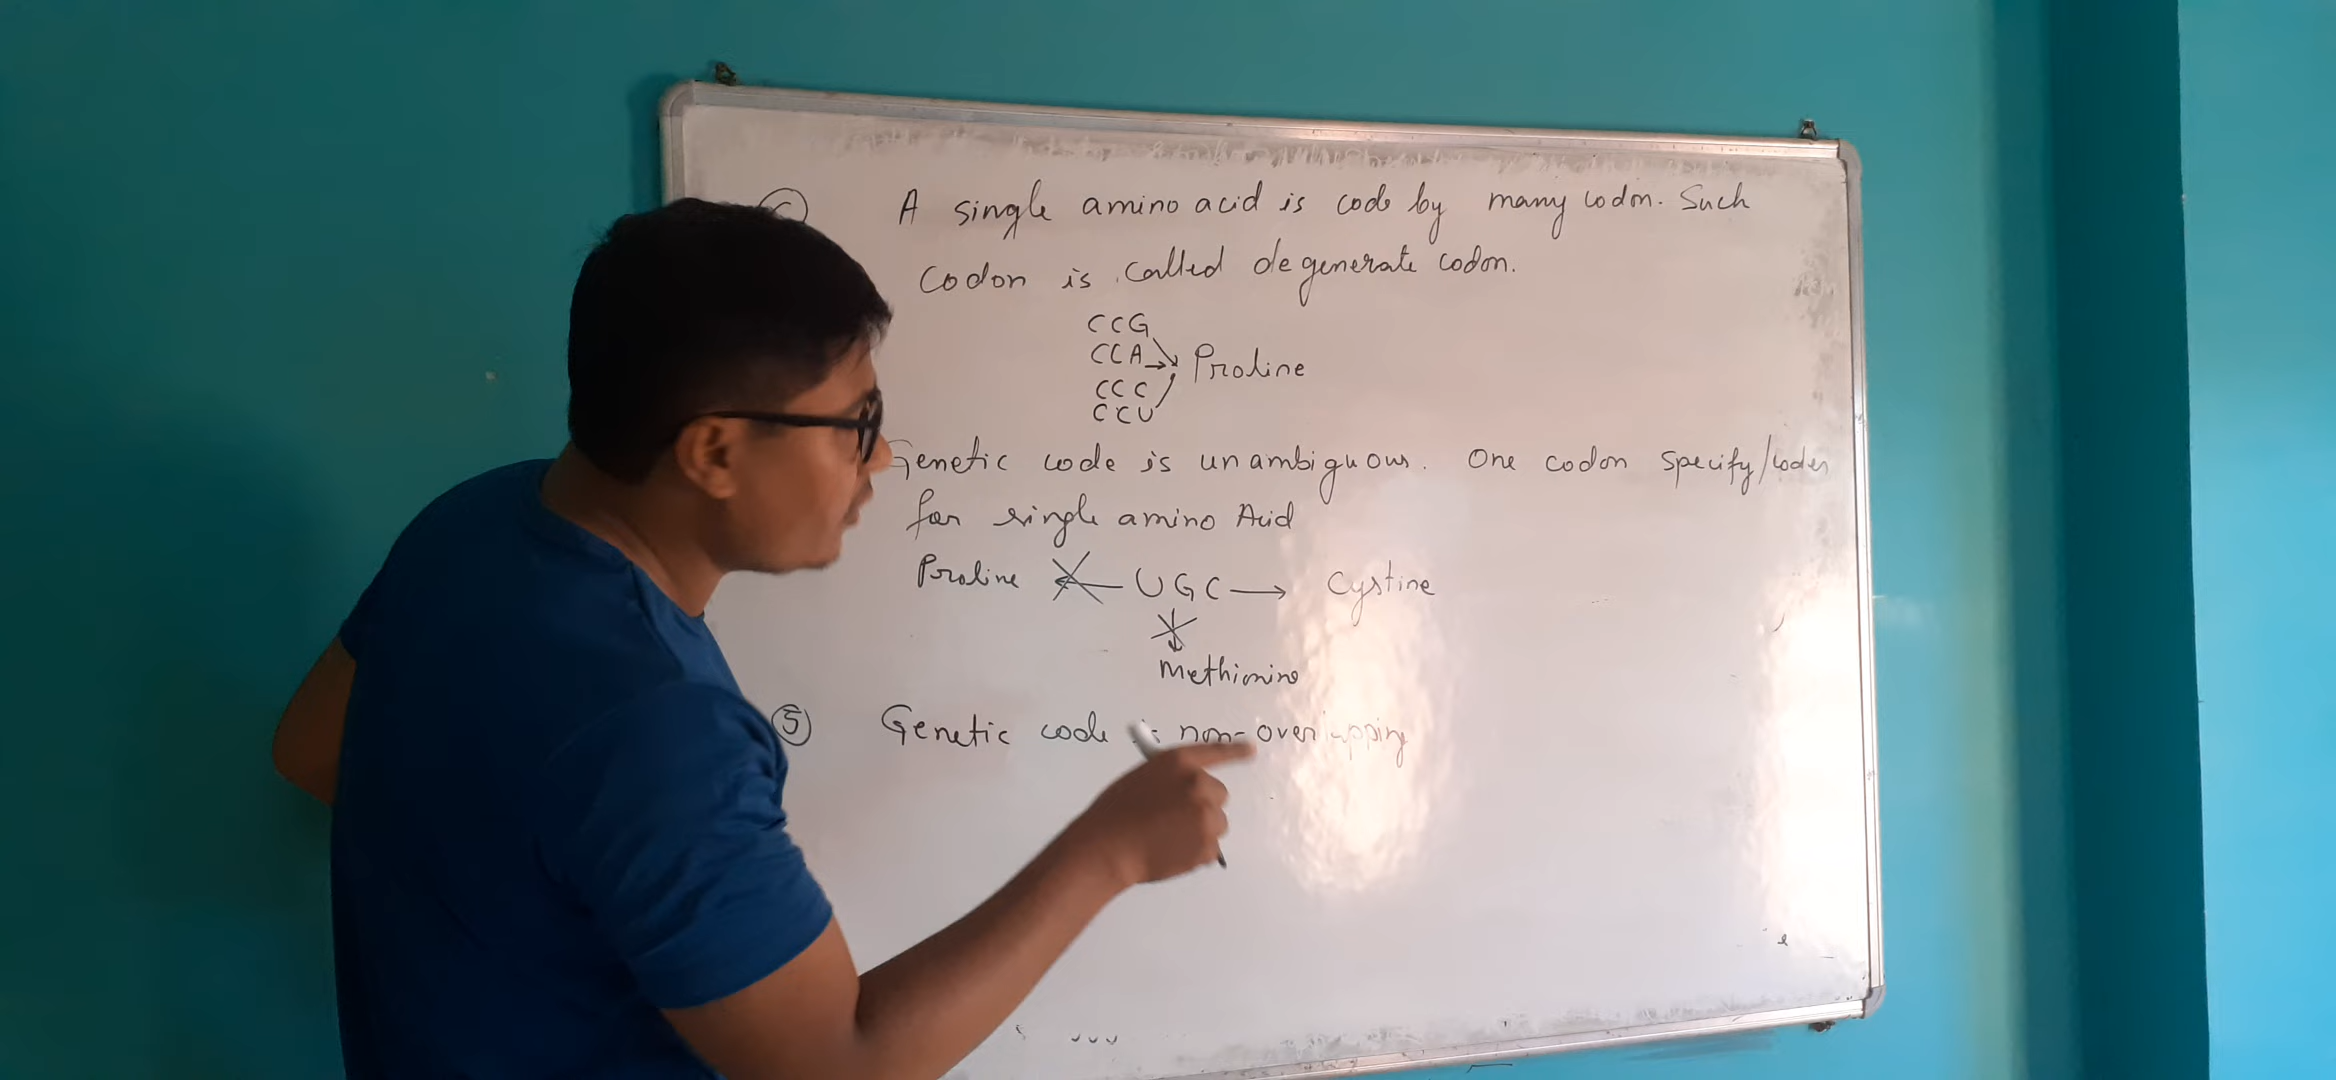 A single amino acid is code by many codon. Such
Codon is called degenerate codon.
CCG
CCA → Proline
CCC
CCU
Genetic code is unambiguous. One codon specify/codes
for single amino Acid
Proline ← UGC → Cystine
Methionine
⑤ Genetic code is non-overlapping